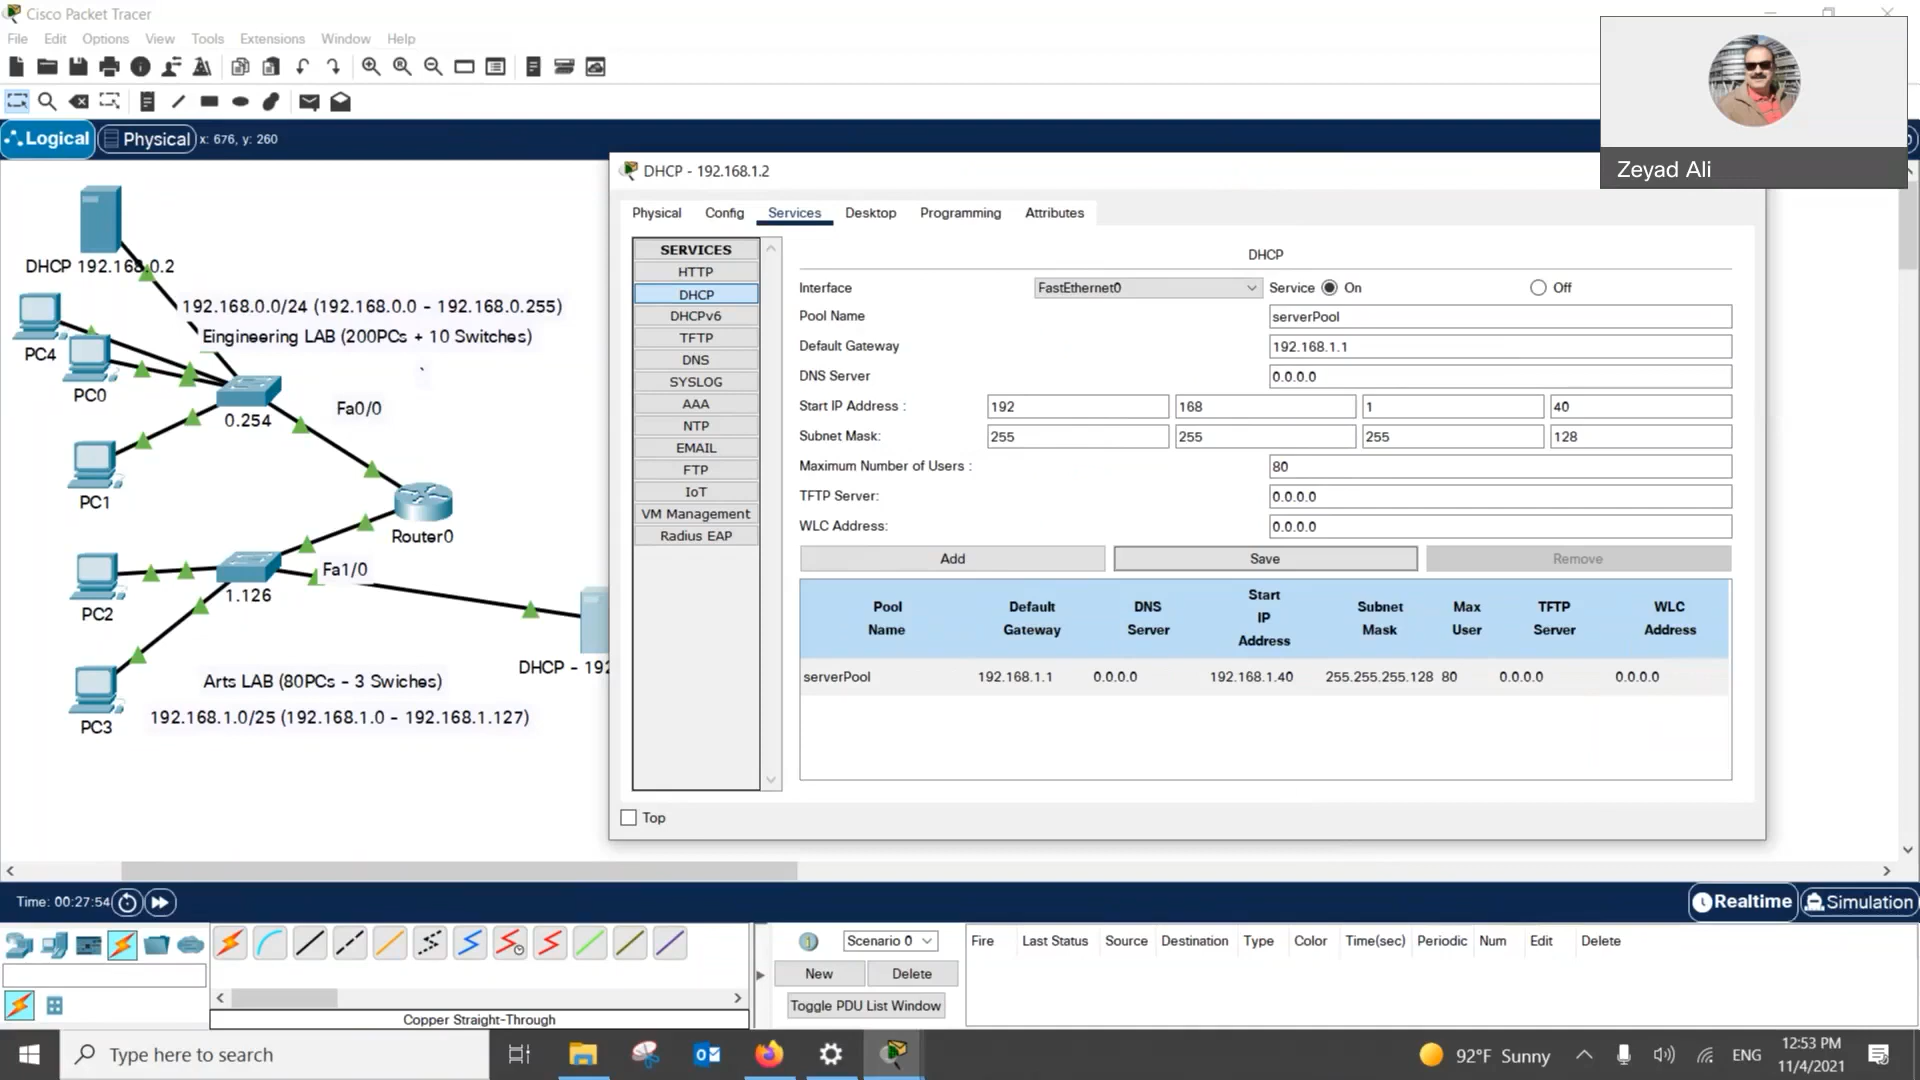 Cisco Packet Tracer
File Edit Options View Tools Extensions Window Help
Logical Physical x: 676, y: 260
Zeyad Ali
DHCP 192.168.0.2
192.168.0.0/24 (192.168.0.0 - 192.168.0.255)
Eingineering LAB (200PCs + 10 Switches)
PC4
PC0
0.254
Fa0/0
PC1
Router0
Fa1/0
1.126
PC2
DHCP - 192
Arts LAB (80PCs - 3 Swiches)
192.168.1.0/25 (192.168.1.0 - 192.168.1.127)
PC3
DHCP - 192.168.1.2
Physical Config Services Desktop Programming Attributes
SERVICES
HTTP
DHCP
DHCPv6
TFTP
DNS
SYSLOG
AAA
NTP
EMAIL
FTP
IoT
VM Management
Radius EAP
DHCP
Interface FastEthernet0 Service On Off
Pool Name serverPool
Default Gateway 192.168.1.1
DNS Server 0.0.0.0
Start IP Address : 192 168 1 40
Subnet Mask: 255 255 255 128
Maximum Number of Users : 80
TFTP Server: 0.0.0.0
WLC Address: 0.0.0.0
Add Save Remove
Pool Name Default Gateway DNS Server Start IP Address Subnet Mask Max User TFTP Server WLC Address
serverPool 192.168.1.1 0.0.0.0 192.168.1.40 255.255.255.128 80 0.0.0.0 0.0.0.0
Top
Time: 00:27:54
Realtime Simulation
Scenario 0
New Delete
Toggle PDU List Window
Fire Last Status Source Destination Type Color Time(sec) Periodic Num Edit Delete
Copper Straight-Through
Type here to search
92°F Sunny
ENG
12:53 PM
11/4/2021